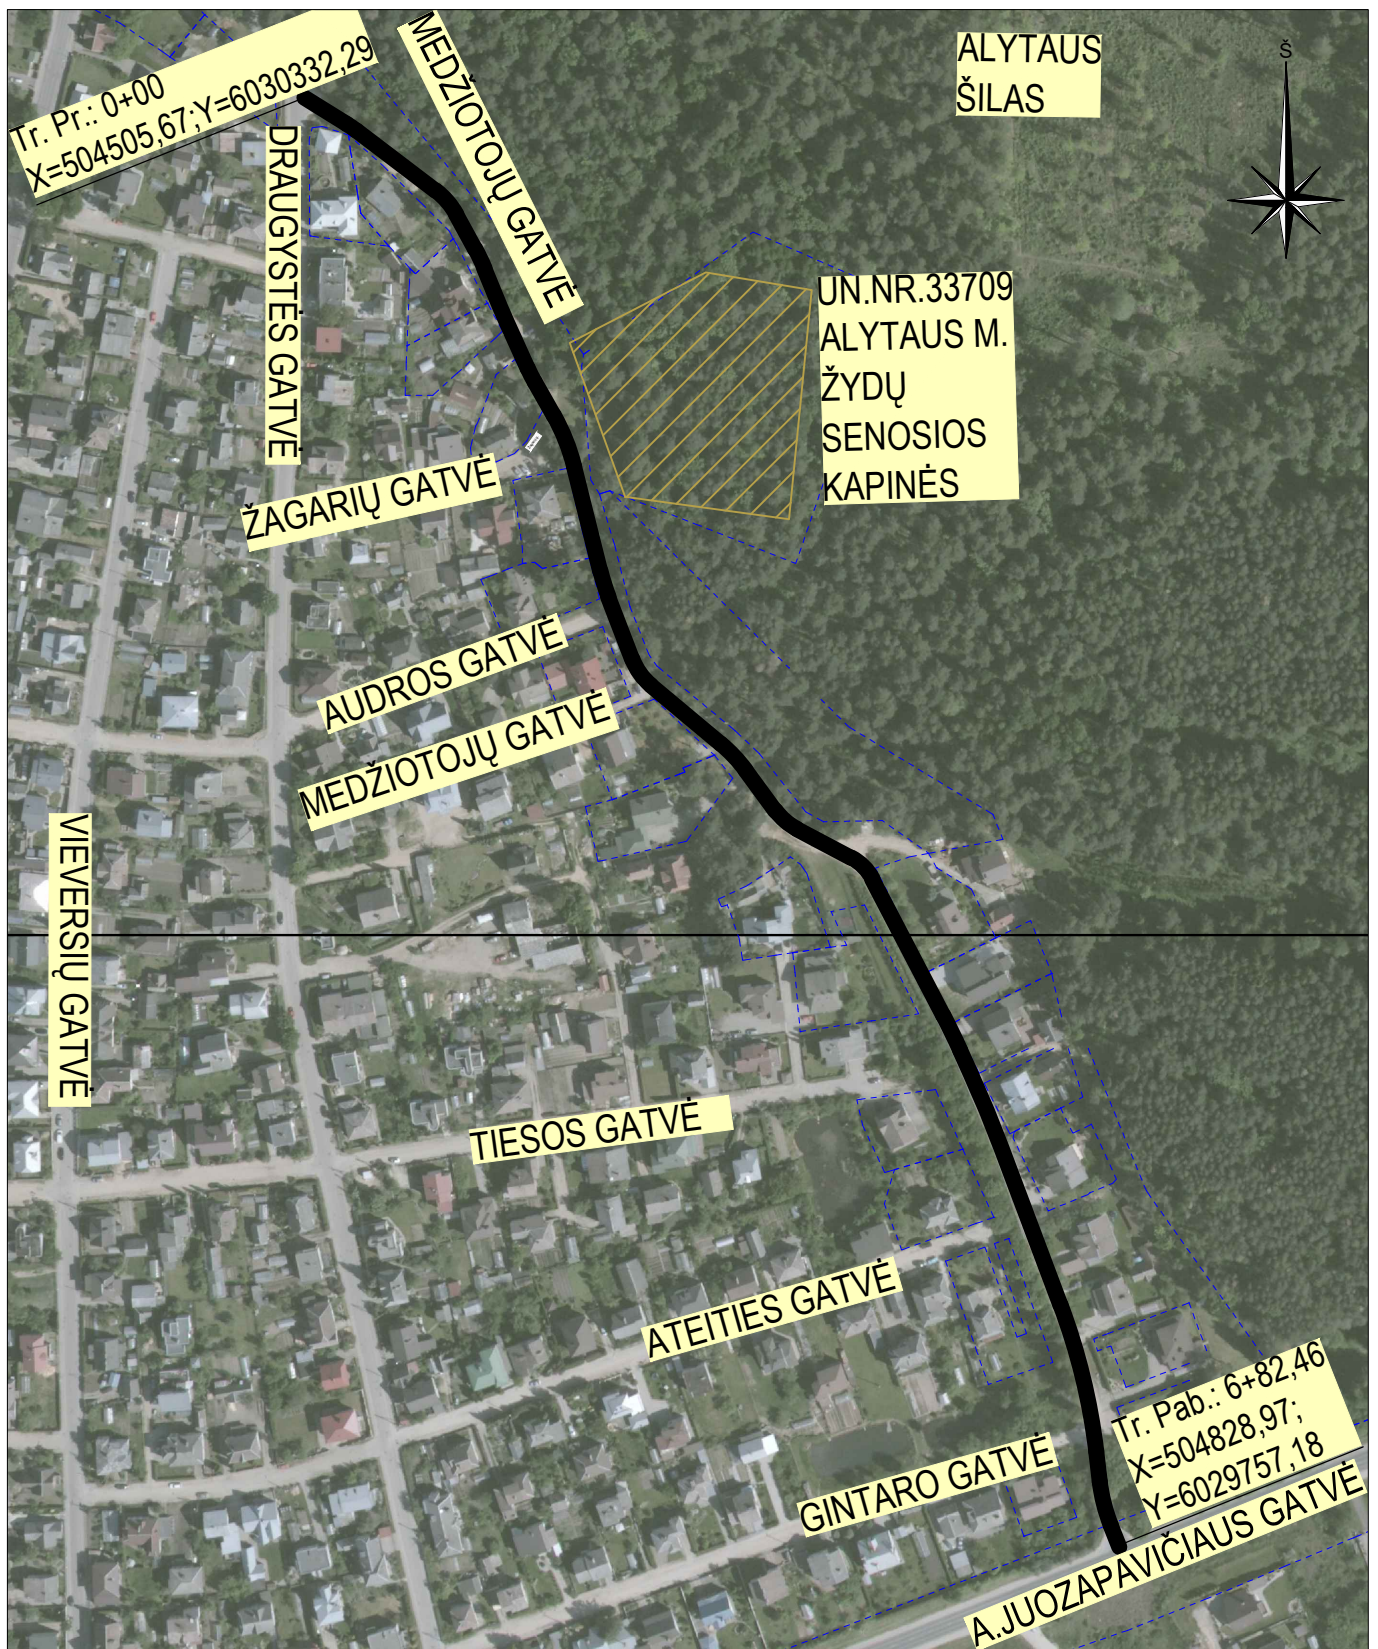 Tr. Pr.: 0+00
X=504505,67;Y=6030332,29
MEDŽIOTOJŲ GATVĖ
ALYTAUS
ŠILAS
Š
DRAUGYSTĖS GATVĖ
UN.NR.33709
ALYTAUS M.
ŽYDŲ
SENOSIOS
KAPINĖS
ŽAGARIŲ GATVĖ
AUDROS GATVĖ
MEDŽIOTOJŲ GATVĖ
VIEVERSIŲ GATVĖ
TIESOS GATVĖ
ATEITIES GATVĖ
Tr. Pab.: 6+82,46
X=504828,97;
Y=6029757,18
GINTARO GATVĖ
A.JUOZAPAVIČIAUS GATVĖ